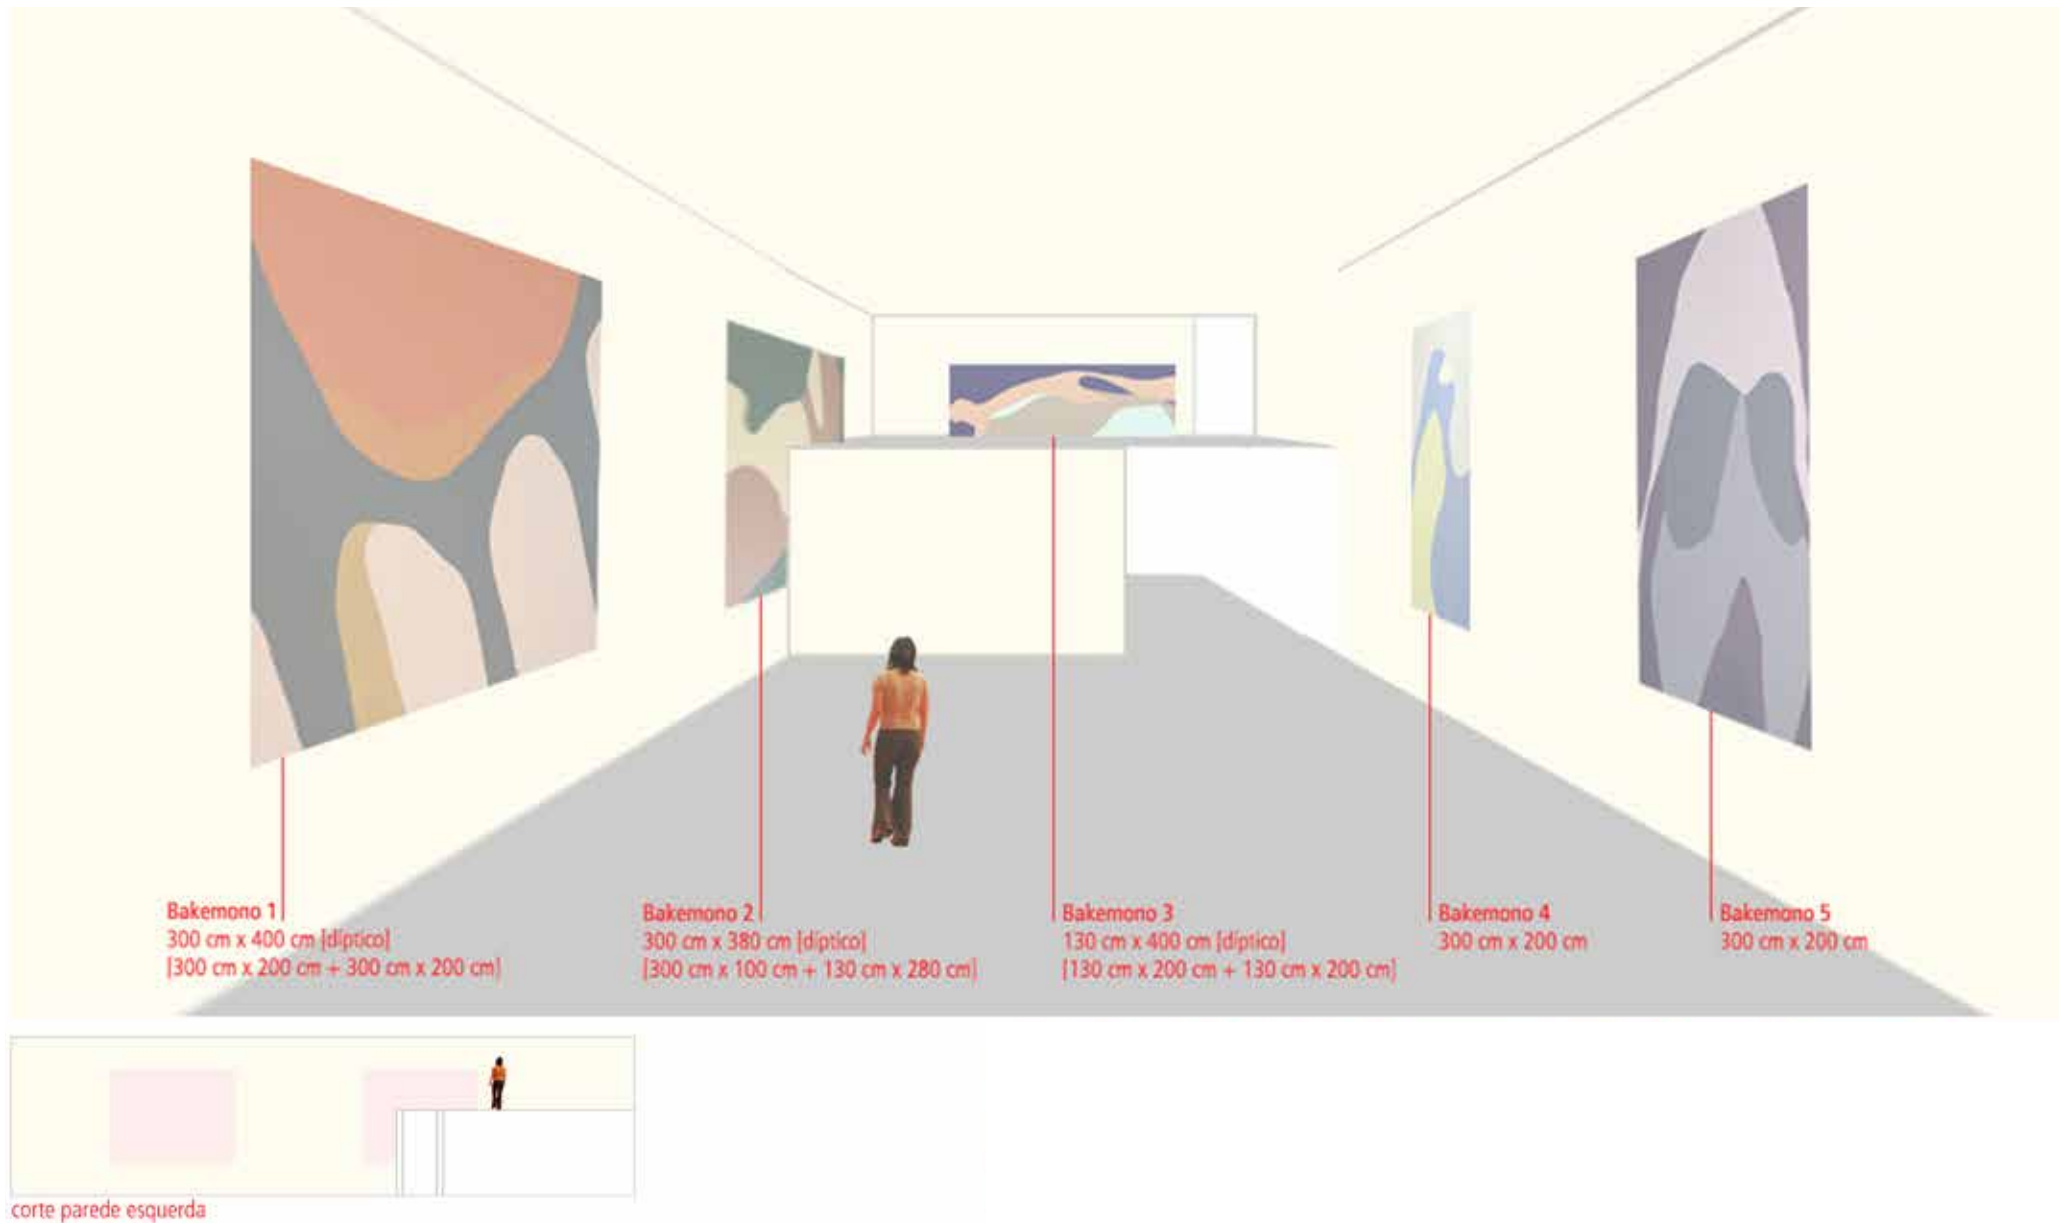 Bakemono 1
300 cm x 400 cm [díptico]
[300 cm x 200 cm + 300 cm x 200 cm]
Bakemono 2
300 cm x 380 cm [díptico]
[300 cm x 100 cm + 130 cm x 280 cm]
Bakemono 3
130 cm x 400 cm [díptico]
[130 cm x 200 cm + 130 cm x 200 cm]
Bakemono 4
300 cm x 200 cm
Bakemono 5
300 cm x 200 cm
corte parede esquerda